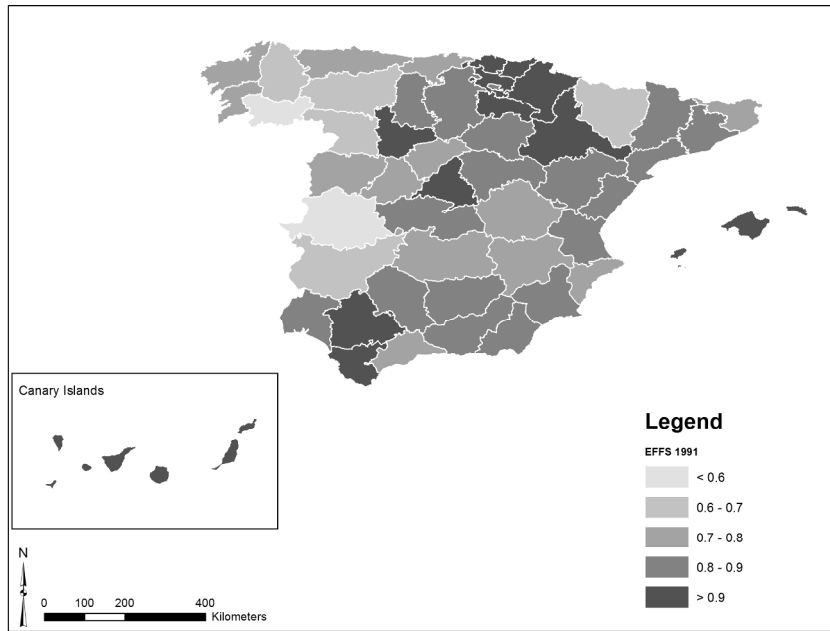 Canary Islands
Legend
EFFS 1991
< 0.6
0.6 - 0.7
0.7 - 0.8
0.8 - 0.9
> 0.9
N
0 100 200 400
Kilometers